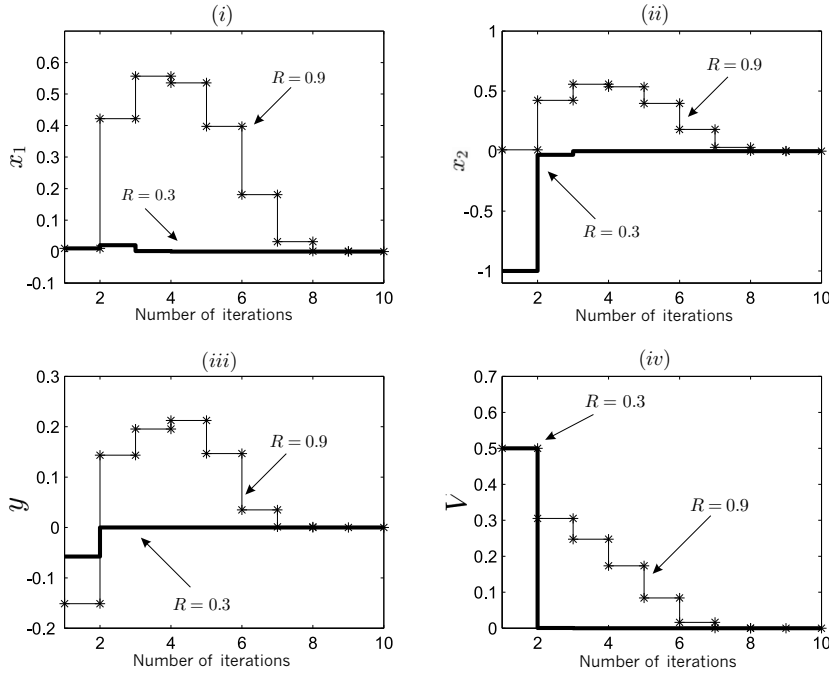 (i)
0.6
0.5
0.4
0.3
0.2
0.1
0
-0.1
x1
R = 0.9
R = 0.3
2 4 6 8 10
Number of iterations
(ii)
1
0.5
0
-0.5
-1
x2
R = 0.9
R = 0.3
2 4 6 8 10
Number of iterations
(iii)
0.3
0.2
0.1
0
-0.1
-0.2
y
R = 0.9
R = 0.3
2 4 6 8 10
Number of iterations
(iv)
0.7
0.6
0.5
0.4
0.3
0.2
0.1
0
V
R = 0.3
R = 0.9
2 4 6 8 10
Number of iterations